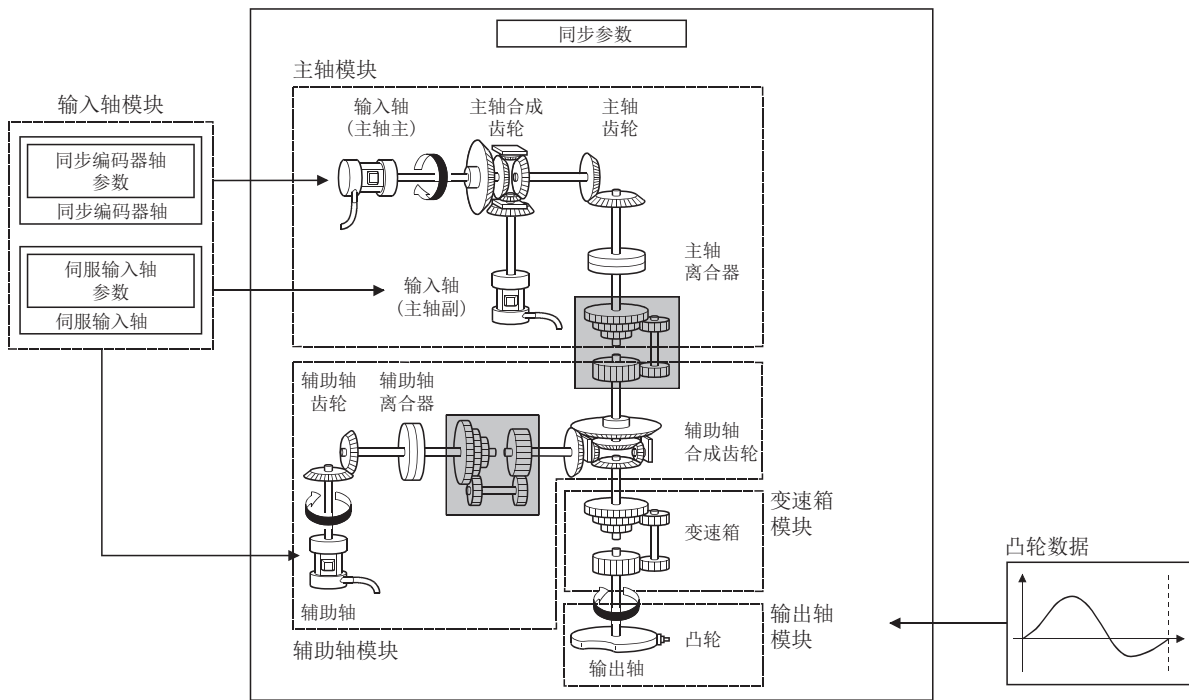 同步参数
主轴模块
输入轴模块
输入轴
(主轴主)
主轴合成
齿轮
主轴
齿轮
同步编码器轴
参数
同步编码器轴
伺服输入轴
参数
伺服输入轴
输入轴
(主轴副)
主轴
离合器
辅助轴
齿轮
辅助轴
离合器
辅助轴
合成齿轮
变速箱
变速箱
模块
凸轮数据
辅助轴
辅助轴模块
凸轮
输出轴
输出轴
模块